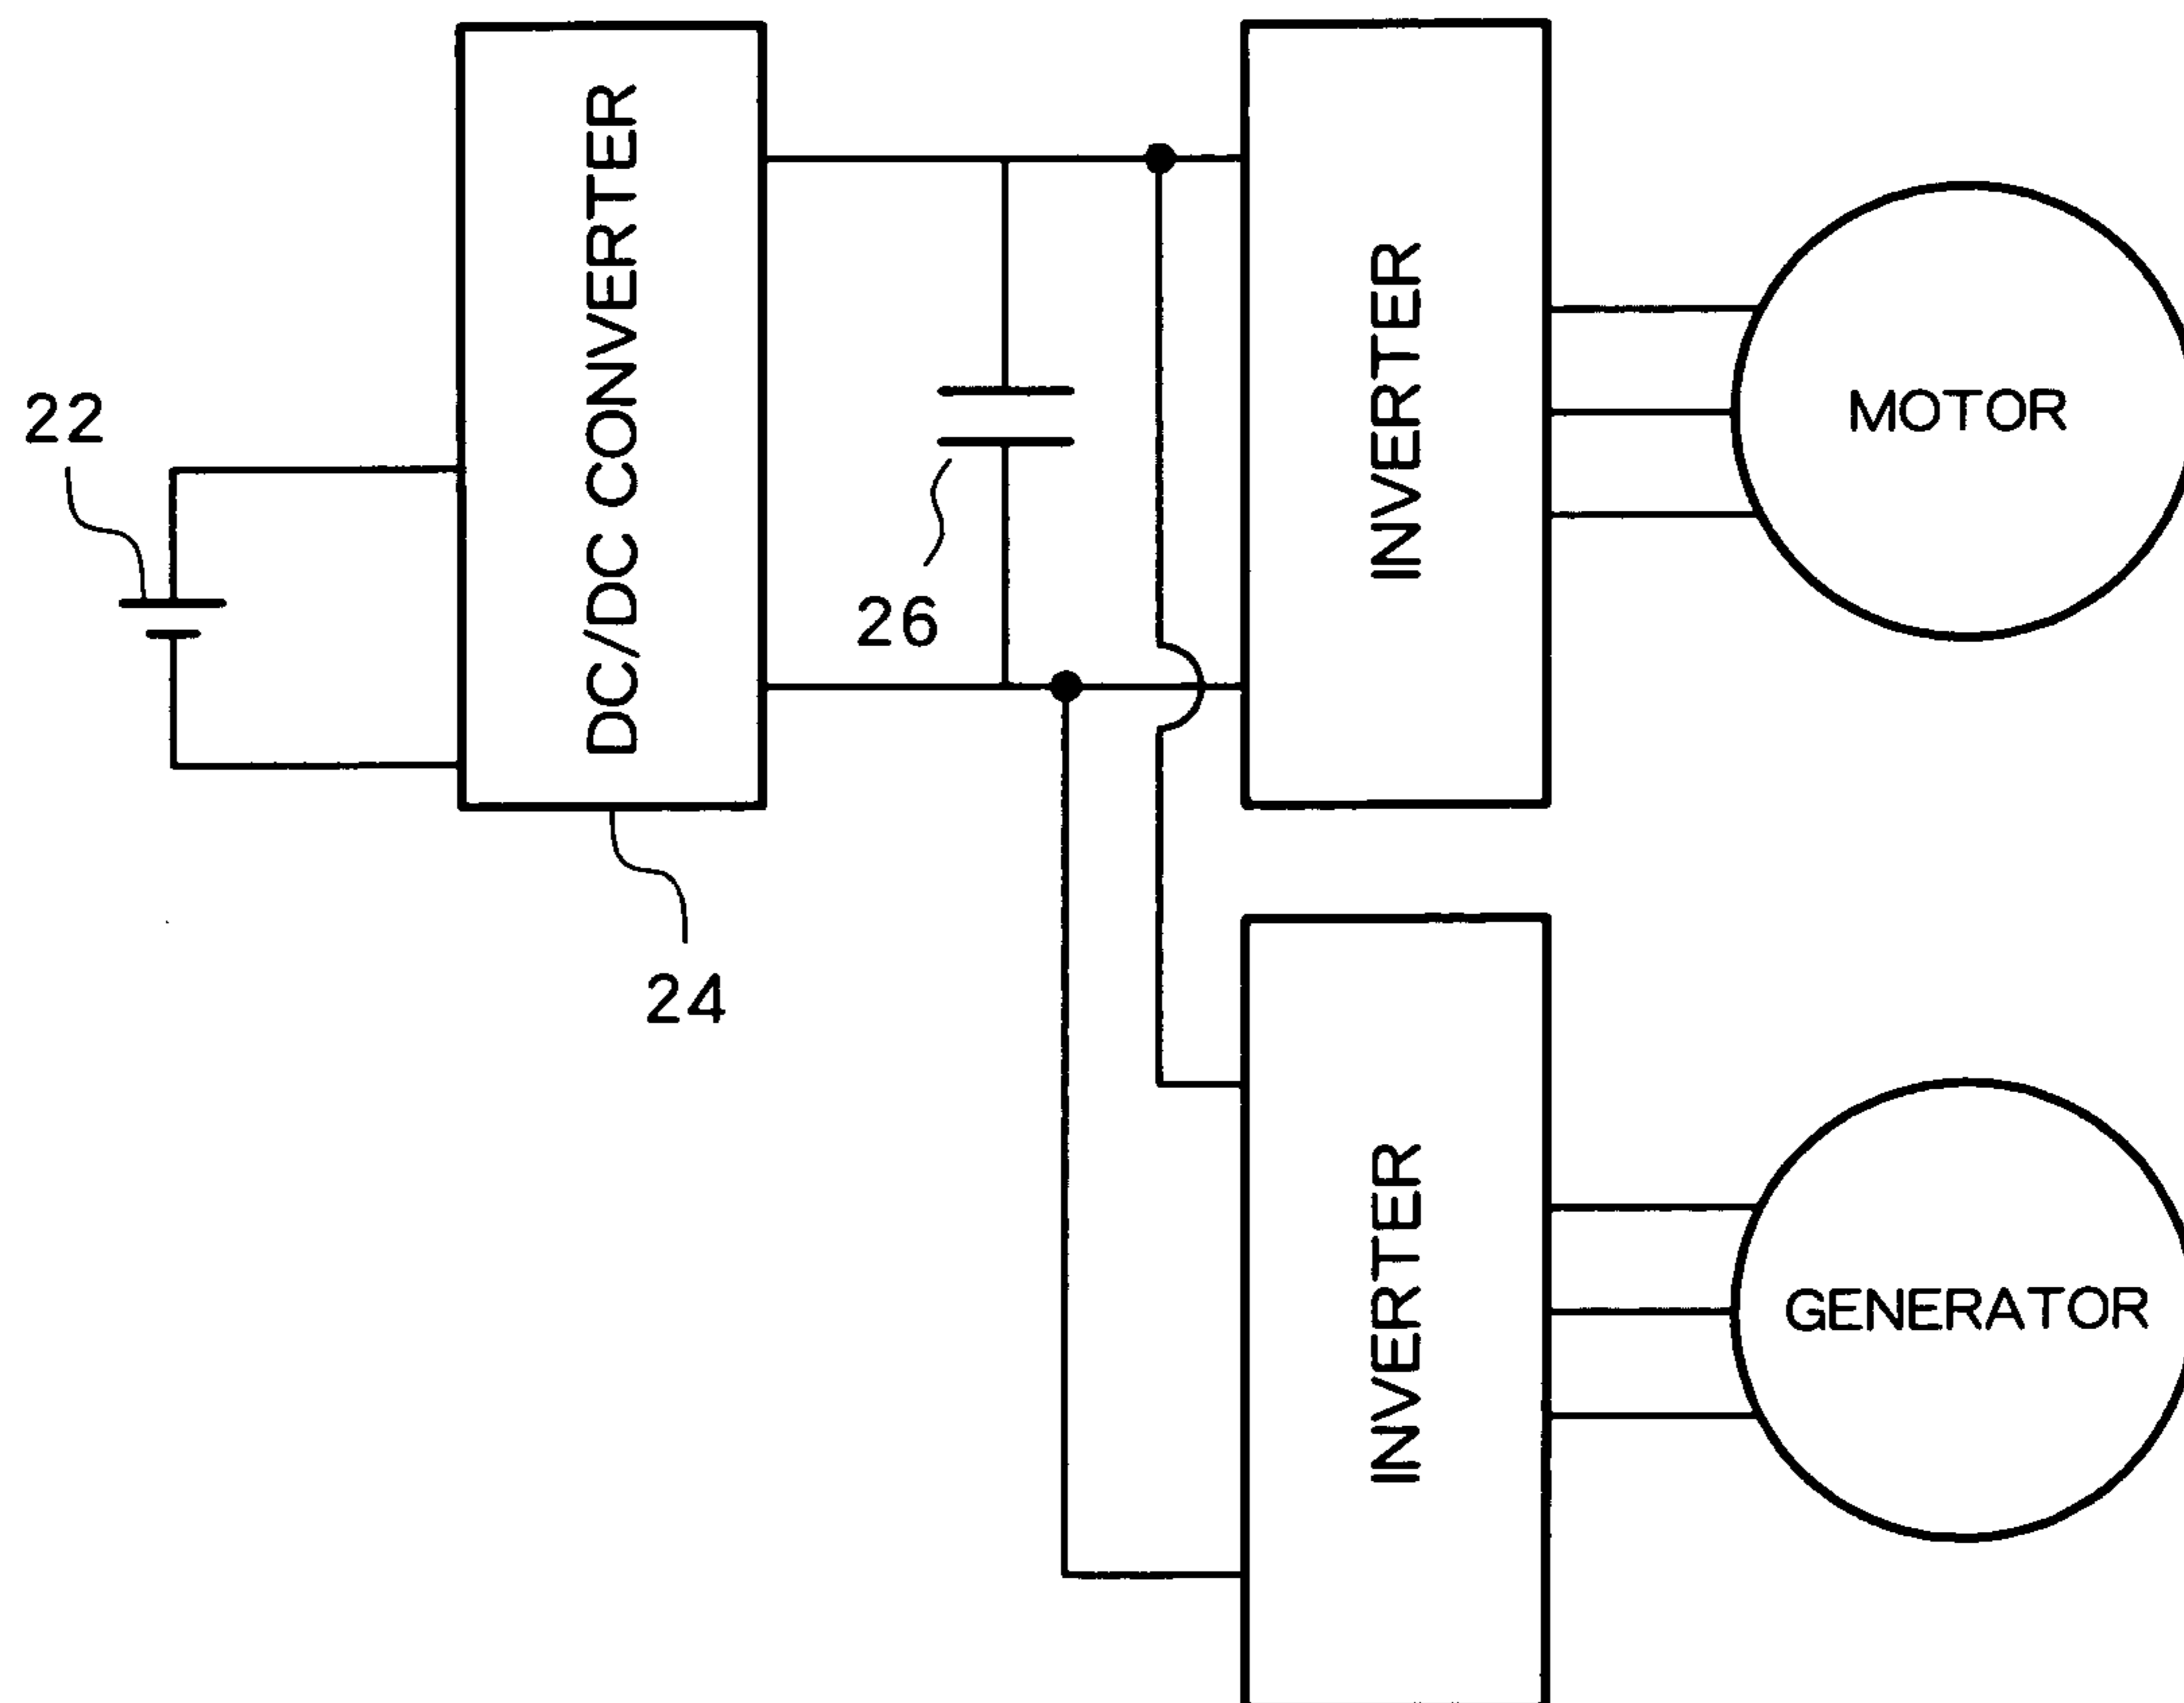 DC/DC CONVERTER
INVERTER
MOTOR
22
26
24
INVERTER
GENERATOR